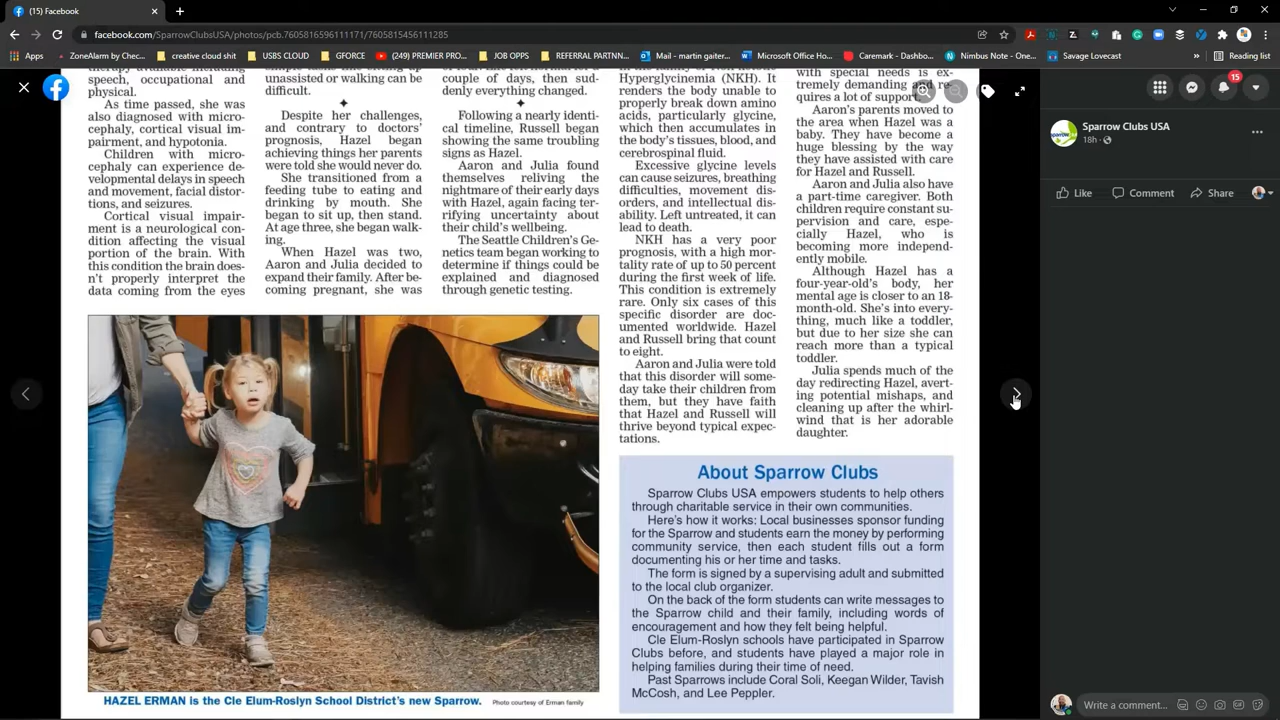 (15) Facebook
facebook.com/SparrowClubsUSA/photos/pcb.7605816596111171/7605815456111285
Apps
ZoneAlarm by Chec...
creative cloud shit
USBS CLOUD
GFORCE
(249) PREMIER PRO...
JOB OPPS
REFERRAL PARTNN...
Mail - martin gaiter...
Microsoft Office Ho...
Caremark - Dashbo...
Nimbus Note - One...
Savage Lovecast
Reading list
speech, occupational and
physical.
As time passed, she was
also diagnosed with micro-
cephaly, cortical visual im-
pairment, and hypotonia.
Children with micro-
cephaly can experience de-
velopmental delays in speech
and movement, facial distor-
tions, and seizures.
Cortical visual impair-
ment is a neurological con-
dition affecting the visual
portion of the brain. With
this condition the brain does-
n't properly interpret the
data coming from the eyes
unassisted or walking can be
difficult.
Despite her challenges,
and contrary to doctors'
prognosis, Hazel began
achieving things her parents
were told she would never do.
She transitioned from a
feeding tube to eating and
drinking by mouth. She
began to sit up, then stand.
At age three, she began walk-
ing.
When Hazel was two,
Aaron and Julia decided to
expand their family. After be-
coming pregnant, she was
couple of days, then sud-
denly everything changed.
Following a nearly identi-
cal timeline, Russell began
showing the same troubling
signs as Hazel.
Aaron and Julia found
themselves reliving the
nightmare of their early days
with Hazel, again facing ter-
rifying uncertainty about
their child's wellbeing.
The Seattle Children's Ge-
netics team began working to
determine if things could be
explained and diagnosed
through genetic testing.
Hyperglycinemia (NKH). It
renders the body unable to
properly break down amino
acids, particularly glycine,
which then accumulates in
the body's tissues, blood, and
cerebrospinal fluid.
Excessive glycine levels
can cause seizures, breathing
difficulties, movement dis-
orders, and intellectual dis-
ability. Left untreated, it can
lead to death.
NKH has a very poor
prognosis, with a high mor-
tality rate of up to 50 percent
during the first week of life.
This condition is extremely
rare. Only six cases of this
specific disorder are doc-
umented worldwide. Hazel
and Russell bring that count
to eight.
Aaron and Julia were told
that this disorder will some-
day take their children from
them, but they have faith
that Hazel and Russell will
thrive beyond typical expec-
tations.
with special needs is ex-
tremely demanding and re-
quires a lot of support.
Aaron's parents moved to
the area when Hazel was a
baby. They have become a
huge blessing by the way
they have assisted with care
for Hazel and Russell.
Aaron and Julia also have
a part-time caregiver. Both
children require constant su-
pervision and care, espe-
cially Hazel, who is
becoming more independ-
ently mobile.
Although Hazel has a
four-year-old's body, her
mental age is closer to an 18-
month-old. She's into every-
thing, much like a toddler,
but due to her size she can
reach more than a typical
toddler.
Julia spends much of the
day redirecting Hazel, avert-
ing potential mishaps, and
cleaning up after the whirl-
wind that is her adorable
daughter.
HAZEL ERMAN is the Cle Elum-Roslyn School District's new Sparrow. Photo courtesy of Erman family
About Sparrow Clubs
Sparrow Clubs USA empowers students to help others
through charitable service in their own communities.
Here's how it works: Local businesses sponsor funding
for the Sparrow and students earn the money by performing
community service, then each student fills out a form
documenting his or her time and tasks.
The form is signed by a supervising adult and submitted
to the local club organizer.
On the back of the form students can write messages to
the Sparrow child and their family, including words of
encouragement and how they felt being helpful.
Cle Elum-Roslyn schools have participated in Sparrow
Clubs before, and students have played a major role in
helping families during their time of need.
Past Sparrows include Coral Soli, Keegan Wilder, Tavish
McCosh, and Lee Peppler.
15
Sparrow Clubs USA
18h
Like
Comment
Share
Write a comment...